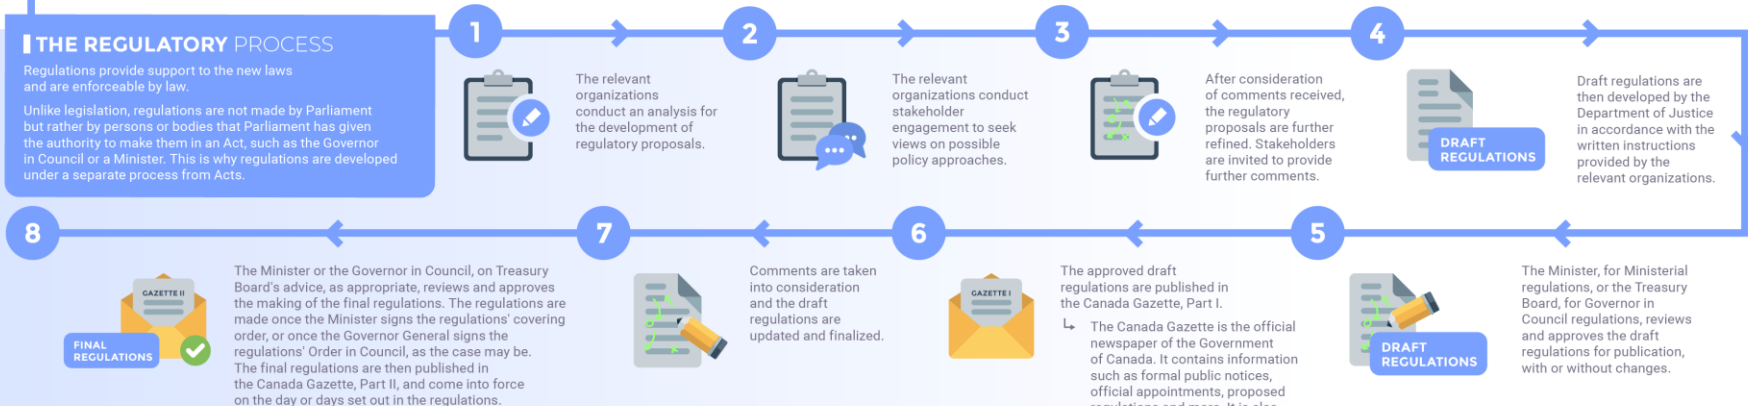 THE REGULATORY PROCESS
Regulations provide support to the new laws
and are enforceable by law.
Unlike legislation, regulations are not made by Parliament
but rather by persons or bodies that Parliament has given
the authority to make them in an Act, such as the Governor
in Council or a Minister. This is why regulations are developed
under a separate process from Acts.
1
The relevant
organizations
conduct an analysis for
the development of
regulatory proposals.
2
The relevant
organizations conduct
stakeholder
engagement to seek
views on possible
policy approaches.
3
After consideration
of comments received,
the regulatory
proposals are further
refined. Stakeholders
are invited to provide
further comments.
4
DRAFT
REGULATIONS
Draft regulations are
then developed by the
Department of Justice
in accordance with the
written instructions
provided by the
relevant organizations.
5
DRAFT
REGULATIONS
The Minister, for Ministerial
regulations, or the Treasury
Board, for Governor in
Council regulations, reviews
and approves the draft
regulations for publication,
with or without changes.
6
GAZETTE I
The approved draft
regulations are published in
the Canada Gazette, Part I.
The Canada Gazette is the official
newspaper of the Government
of Canada. It contains information
such as formal public notices,
official appointments, proposed
regulations and more. It is also
7
Comments are taken
into consideration
and the draft
regulations are
updated and finalized.
8
GAZETTE II
FINAL
REGULATIONS
The Minister or the Governor in Council, on Treasury
Board's advice, as appropriate, reviews and approves
the making of the final regulations. The regulations are
made once the Minister signs the regulations' covering
order, or once the Governor General signs the
regulations' Order in Council, as the case may be.
The final regulations are then published in
the Canada Gazette, Part II, and come into force
on the day or days set out in the regulations.